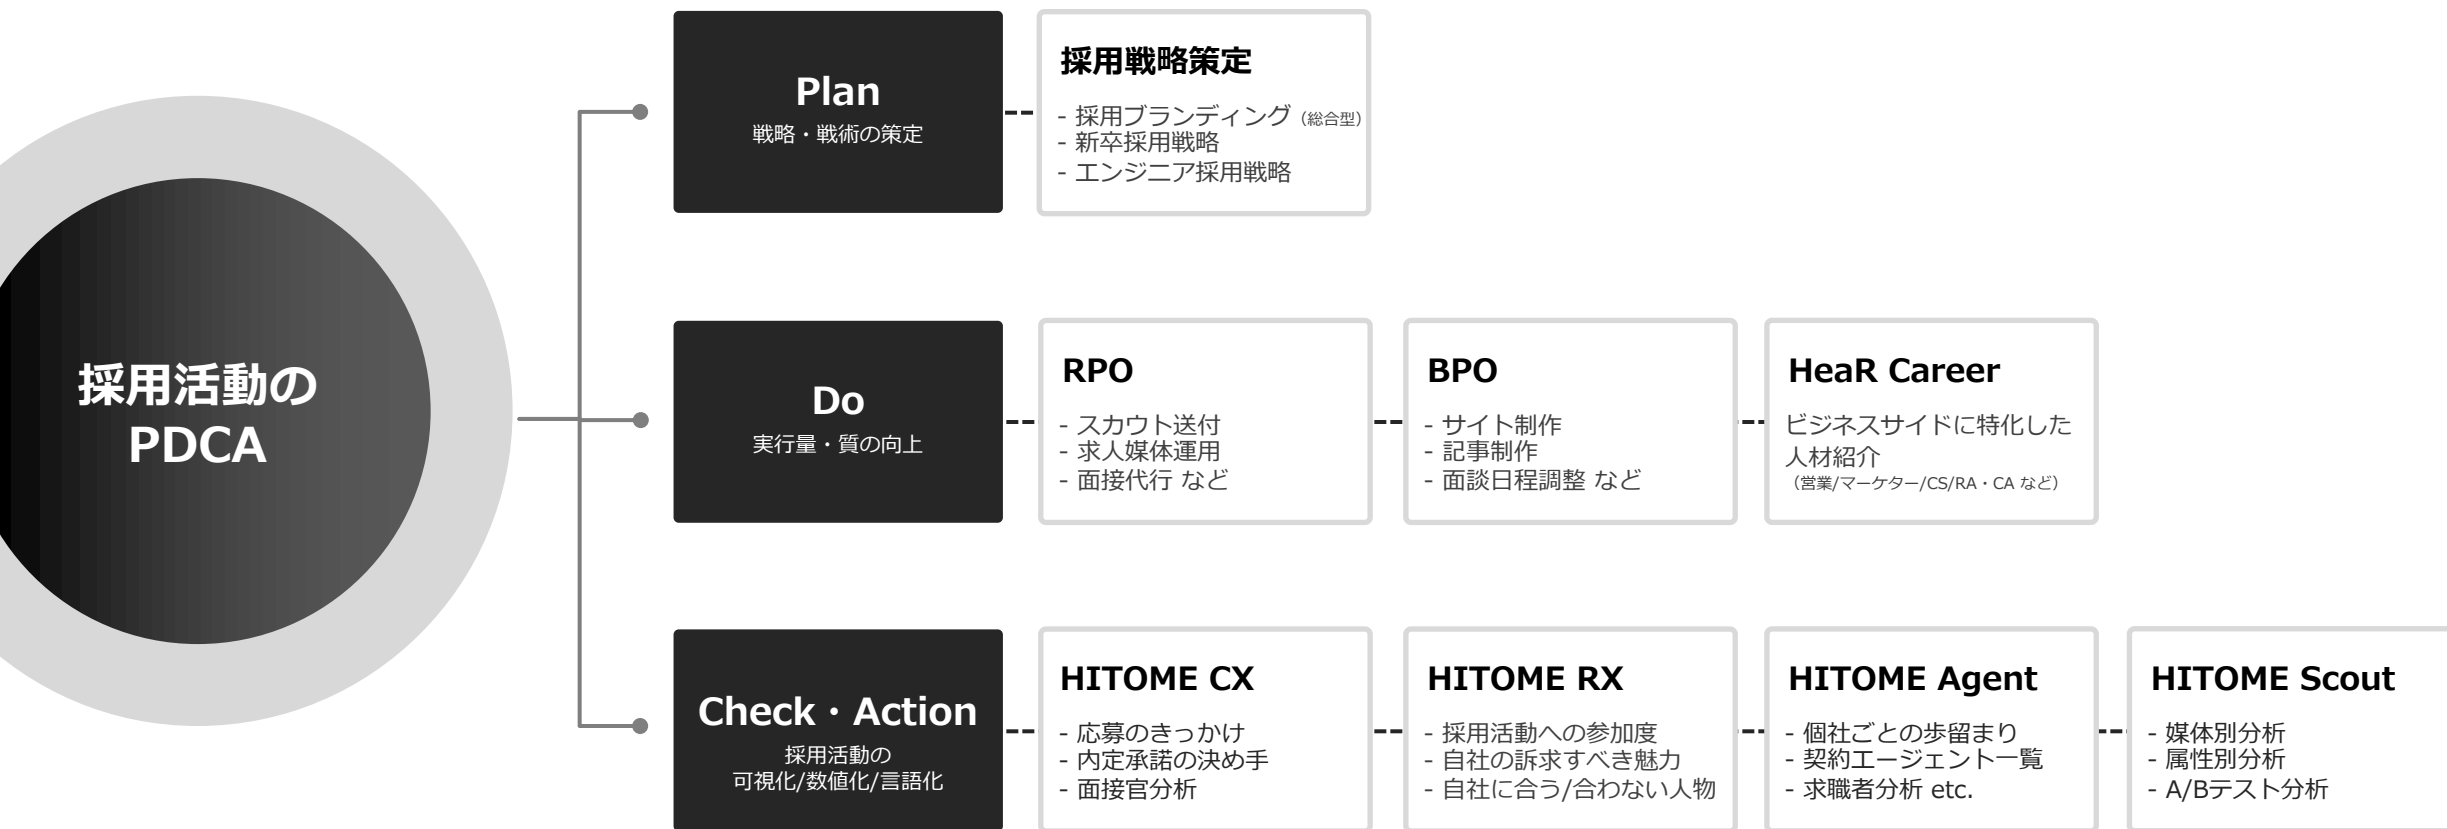 採用活動の
PDCA
Plan
戦略・戦術の策定
採用戦略策定
- 採用ブランディング（総合型）
- 新卒採用戦略
- エンジニア採用戦略
Do
実行量・質の向上
RPO
- スカウト送付
- 求人媒体運用
- 面接代行 など
BPO
- サイト制作
- 記事制作
- 面談日程調整 など
HeaR Career
ビジネスサイドに特化した
人材紹介
（営業/マーケター/CS/RA・CA など）
Check・Action
採用活動の
可視化/数値化/言語化
HITOME CX
- 応募のきっかけ
- 内定承諾の決め手
- 面接官分析
HITOME RX
- 採用活動への参加度
- 自社の訴求すべき魅力
- 自社に合う/合わない人物
HITOME Agent
- 個社ごとの歩留まり
- 契約エージェント一覧
- 求職者分析 etc.
HITOME Scout
- 媒体別分析
- 属性別分析
- A/Bテスト分析